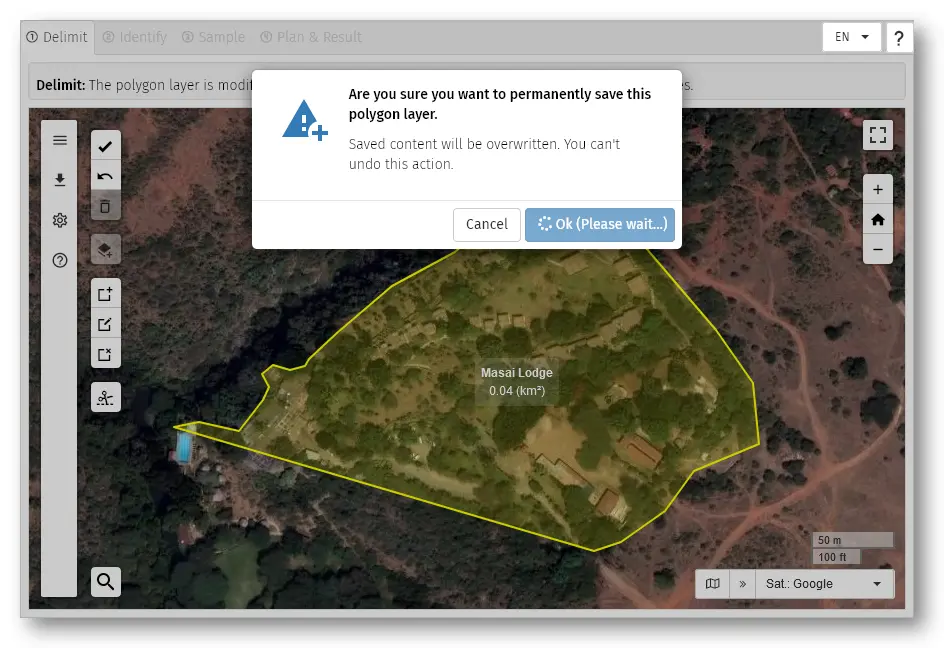 ① Delimit ② Identify ③ Sample ④ Plan & Result
EN
?
Delimit: The polygon layer is modi
s.
Are you sure you want to permanently save this
polygon layer.
Saved content will be overwritten. You can't
undo this action.
Cancel
Ok (Please wait...)
Masai Lodge
0.04 (km²)
50 m
100 ft
» Sat.: Google